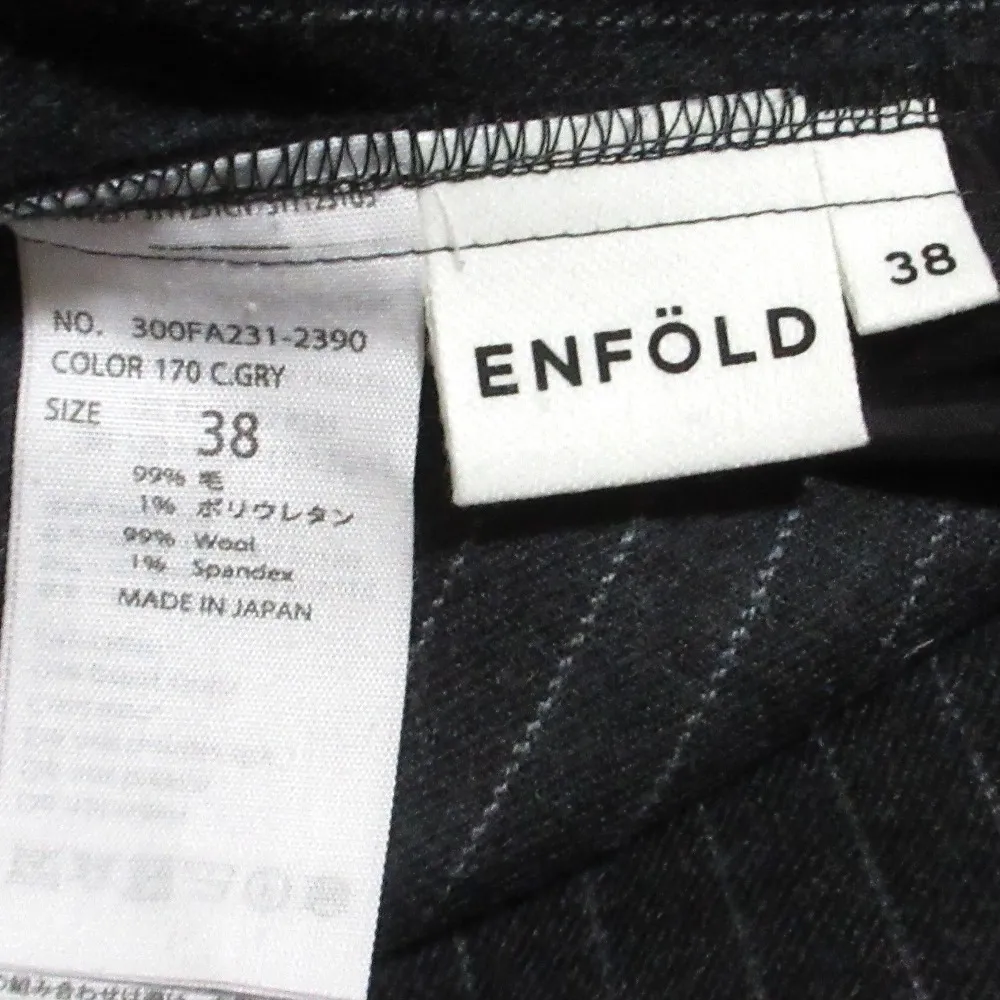 NO. 300FA231-2390
COLOR 170 C.GRY
SIZE 38
99% 毛
1% ポリウレタン
99% Wool
1% Spandex
MADE IN JAPAN
ENFÖLD
38